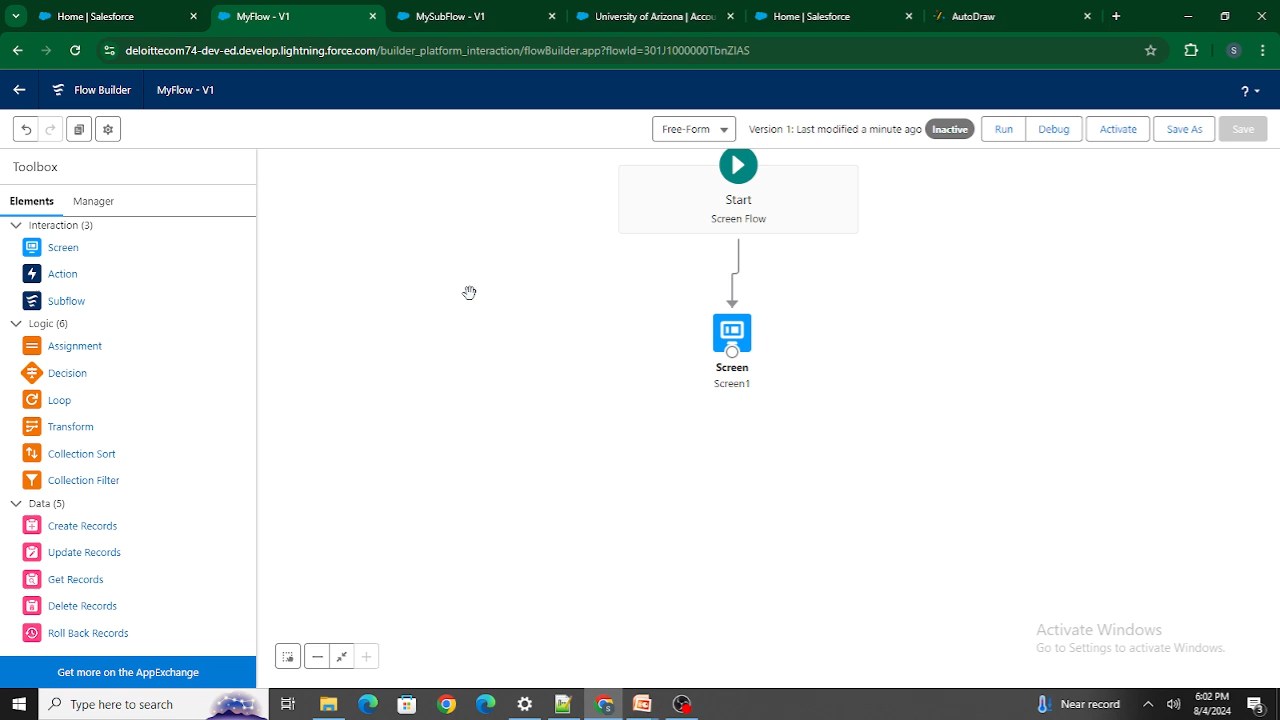 Home | Salesforce
MyFlow - V1
MySubFlow - V1
University of Arizona | Accou
Home | Salesforce
AutoDraw
deloittecom74-dev-ed.develop.lightning.force.com/builder_platform_interaction/flowBuilder.app?flowId=301J1000000TbnZIAS
S
Flow Builder
MyFlow - V1
?
Free-Form
Version 1: Last modified a minute ago
Inactive
Run
Debug
Activate
Save As
Save
Toolbox
Elements
Manager
Interaction (3)
Screen
Action
Subflow
Logic (6)
Assignment
Decision
Loop
Transform
Collection Sort
Collection Filter
Data (5)
Create Records
Update Records
Get Records
Delete Records
Roll Back Records
Get more on the AppExchange
Start
Screen Flow
Screen
Screen1
Activate Windows
Go to Settings to activate Windows.
Type here to search
Near record
6:02 PM
8/4/2024
3